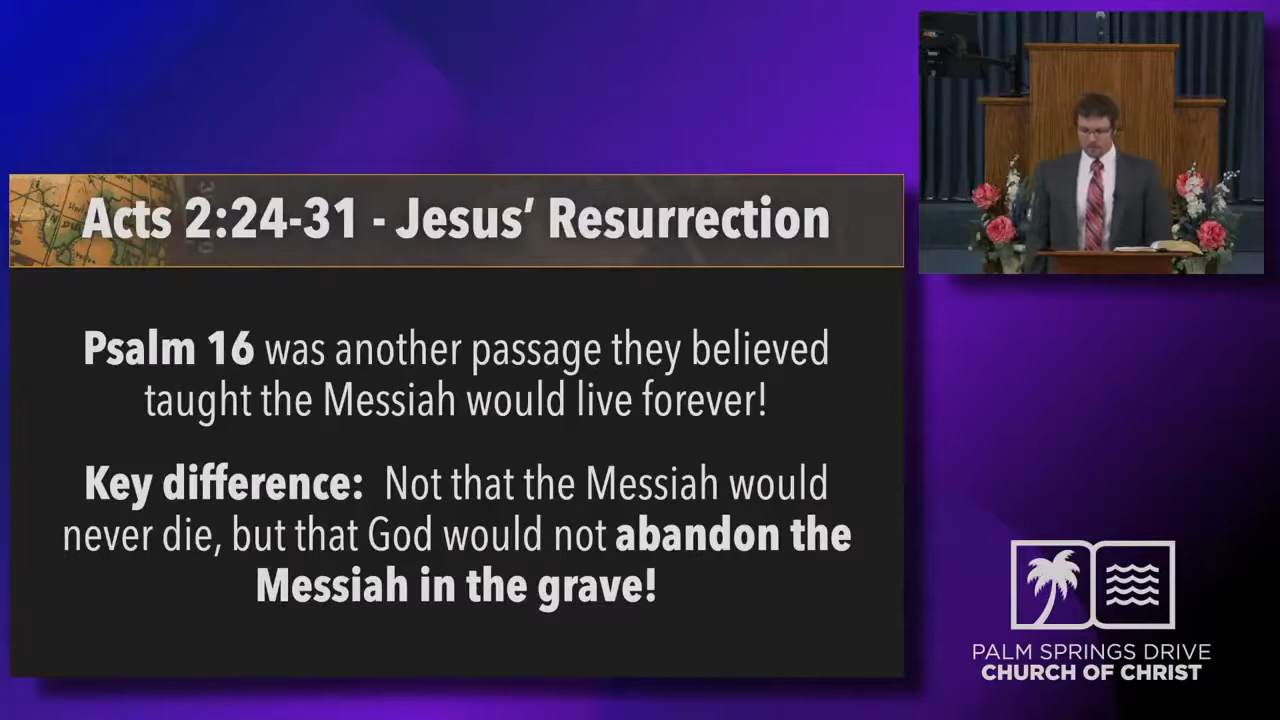 Acts 2:24-31 - Jesus’ Resurrection
Psalm 16 was another passage they believed
taught the Messiah would live forever!
Key difference: Not that the Messiah would
never die, but that God would not abandon the
Messiah in the grave!
PALM SPRINGS DRIVE
CHURCH OF CHRIST